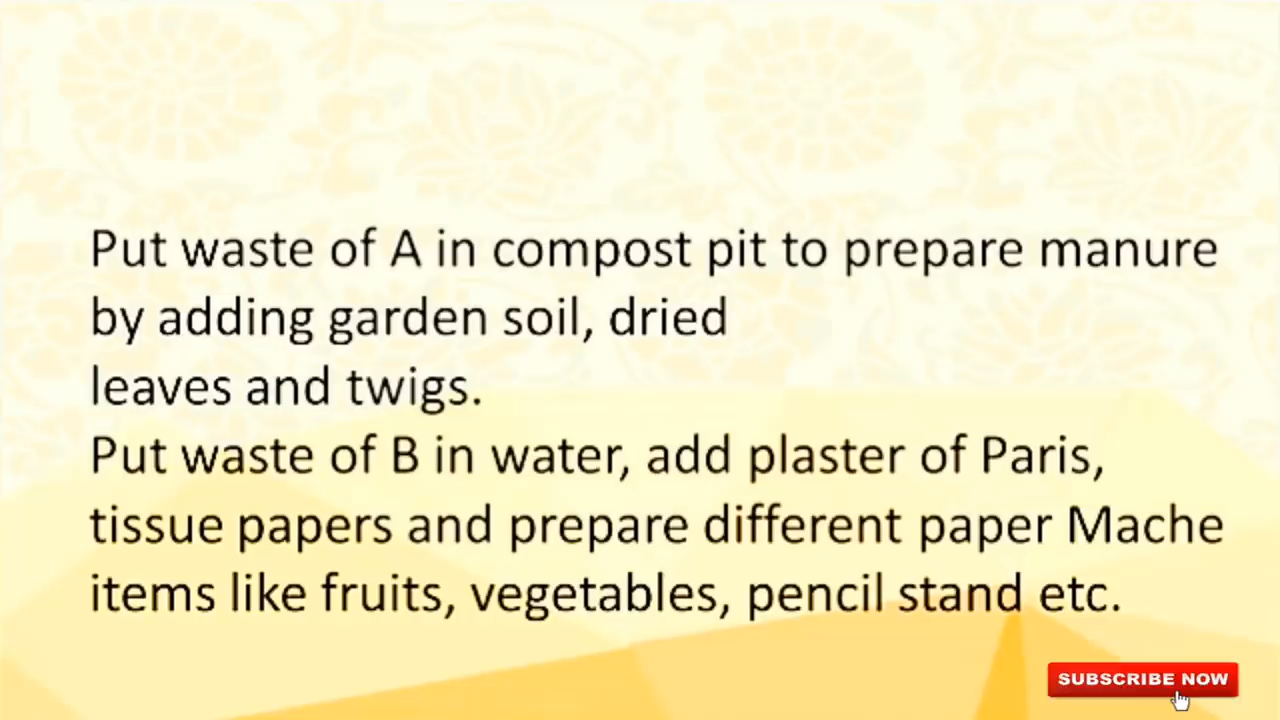 Put waste of A in compost pit to prepare manure
by adding garden soil, dried
leaves and twigs.
Put waste of B in water, add plaster of Paris,
tissue papers and prepare different paper Mache
items like fruits, vegetables, pencil stand etc.
SUBSCRIBE NOW